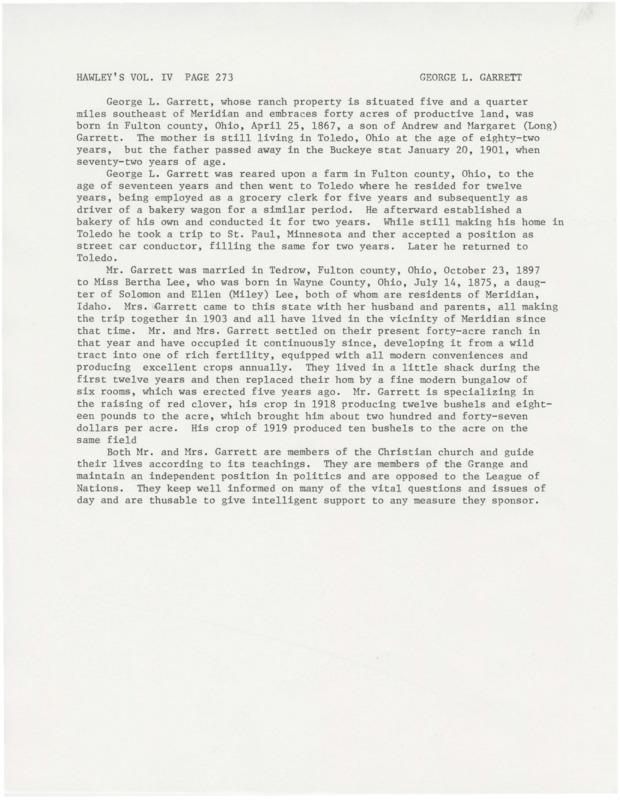 HAWLEY'S VOL. IV PAGE 273 GEORGE L. GARRETT
George L. Garrett, whose ranch property is situated five and a quarter
miles southeast of Meridian and embraces forty acres of productive land, was
born in Fulton county, Ohio, April 25, 1867, a son of Andrew and Margaret (Long)
Garrett. The mother is still living in Toledo, Ohio at the age of eighty-two
years, but the father passed away in the Buckeye stat January 20, 1901, when
seventy-two years of age.
George L. Garrett was reared upon a farm in Fulton county, Ohio, to the
age of seventeen years and then went to Toledo where he resided for twelve
years, being employed as a grocery clerk for five years and subsequently as
driver of a bakery wagon for a similar period. He afterward established a
bakery of his own and conducted it for two years. While still making his home in
Toledo he took a trip to St. Paul, Minnesota and ther accepted a position as
street car conductor, filling the same for two years. Later he returned to
Toledo.
Mr. Garrett was married in Tedrow, Fulton county, Ohio, October 23, 1897
to Miss Bertha Lee, who was born in Wayne County, Ohio, July 14, 1875, a daug-
ter of Solomon and Ellen (Miley) Lee, both of whom are residents of Meridian,
Idaho. Mrs. Garrett came to this state with her husband and parents, all making
the trip together in 1903 and all have lived in the vicinity of Meridian since
that time. Mr. and Mrs. Garrett settled on their present forty-acre ranch in
that year and have occupied it continuously since, developing it from a wild
tract into one of rich fertility, equipped with all modern conveniences and
producing excellent crops annually. They lived in a little shack during the
first twelve years and then replaced their hom by a fine modern bungalow of
six rooms, which was erected five years ago. Mr. Garrett is specializing in
the raising of red clover, his crop in 1918 producing twelve bushels and eight-
een pounds to the acre, which brought him about two hundred and forty-seven
dollars per acre. His crop of 1919 produced ten bushels to the acre on the
same field
Both Mr. and Mrs. Garrett are members of the Christian church and guide
their lives according to its teachings. They are members of the Grange and
maintain an independent position in politics and are opposed to the League of
Nations. They keep well informed on many of the vital questions and issues of
day and are thusable to give intelligent support to any measure they sponsor.